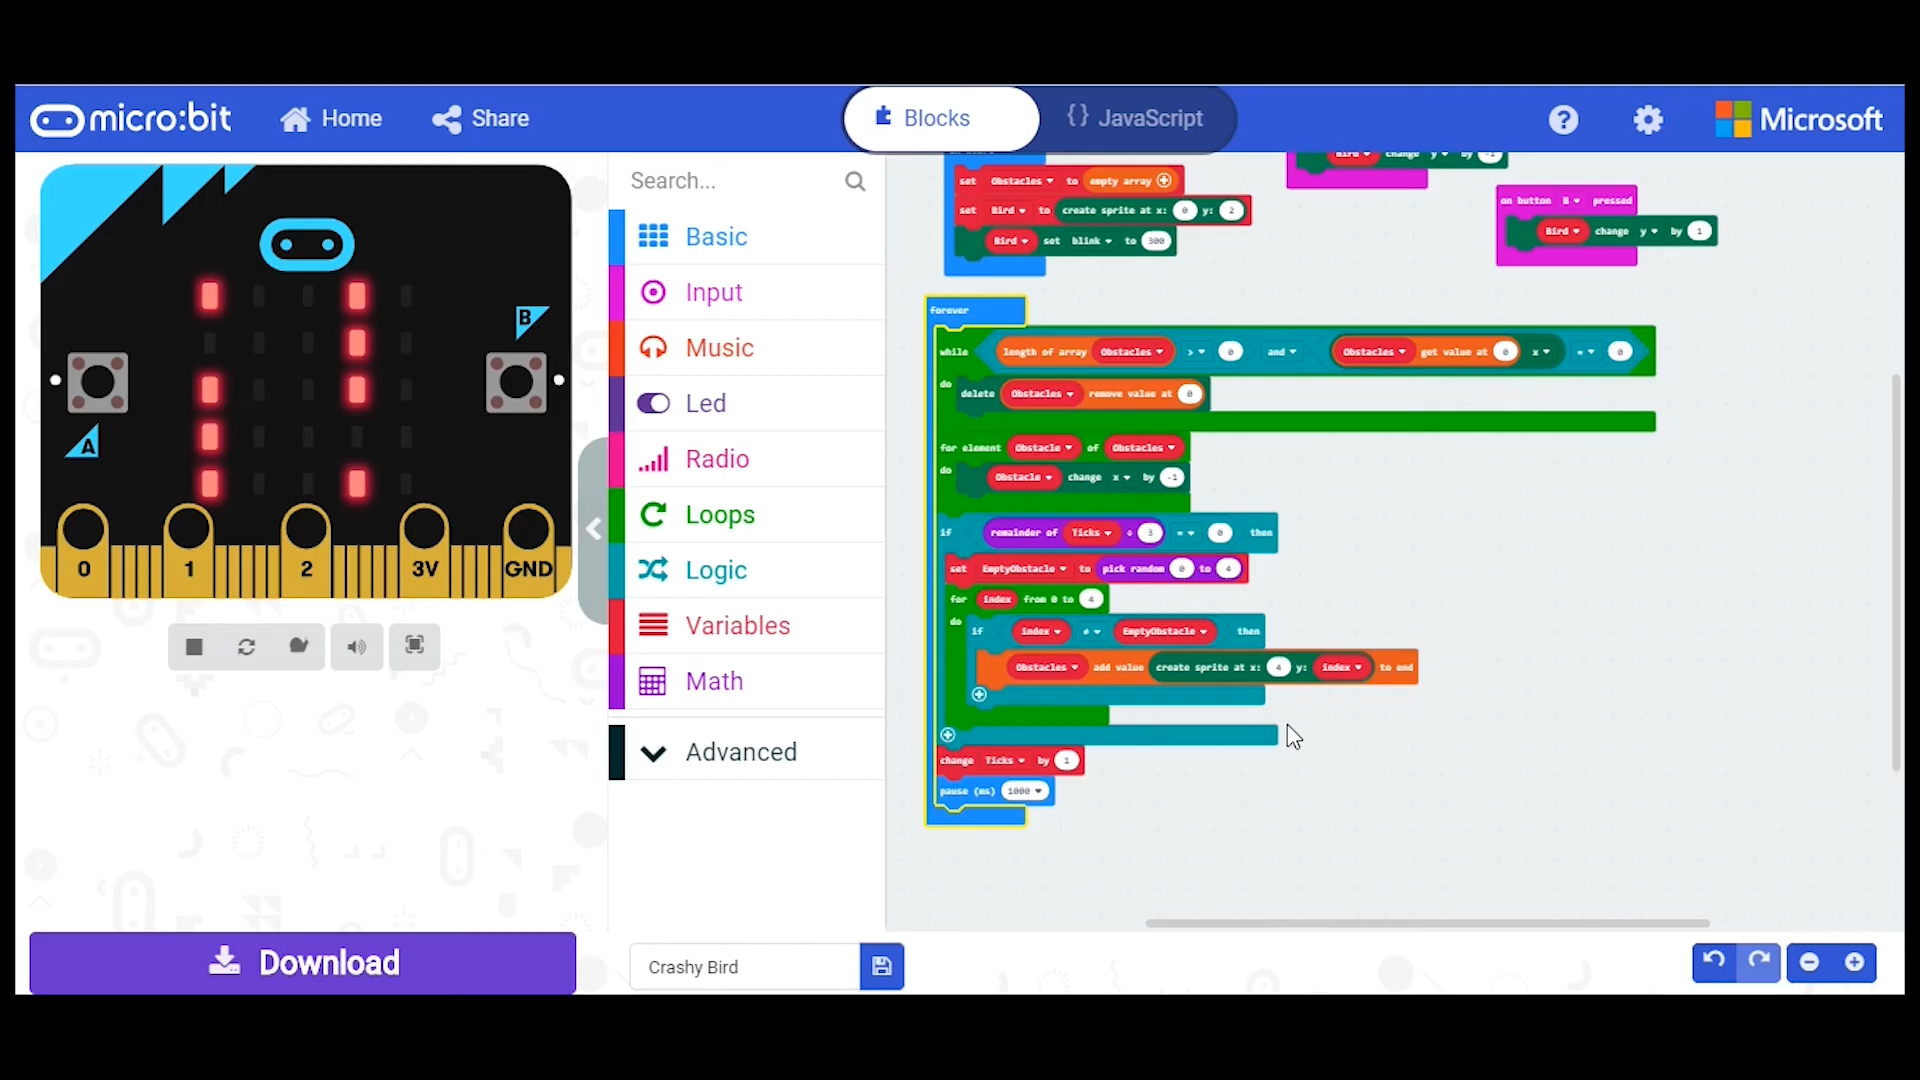 micro:bit Home Share Blocks {} JavaScript ? Microsoft
Search...
Basic
Input
Music
Led
Radio
Loops
Logic
Variables
Math
Advanced
B
A
0 1 2 3V GND
Download
Crashy Bird
set Obstacles to empty array
set Bird to create sprite at x: 0 y: 2
Bird set blink to 300
Bird change y by -1
on button B pressed
Bird change y by 1
forever
while length of array Obstacles > 0 and Obstacles get value at 0 x = 0
do delete Obstacles remove value at 0
for element Obstacle of Obstacles
do Obstacle change x by -1
if remainder of Ticks ÷ 3 = 0 then
set EmptyObstacle to pick random 0 to 4
for index from 0 to 4
do if index ≠ EmptyObstacle then
Obstacles add value create sprite at x: 4 y: index to end
change Ticks by 1
pause (ms) 1000